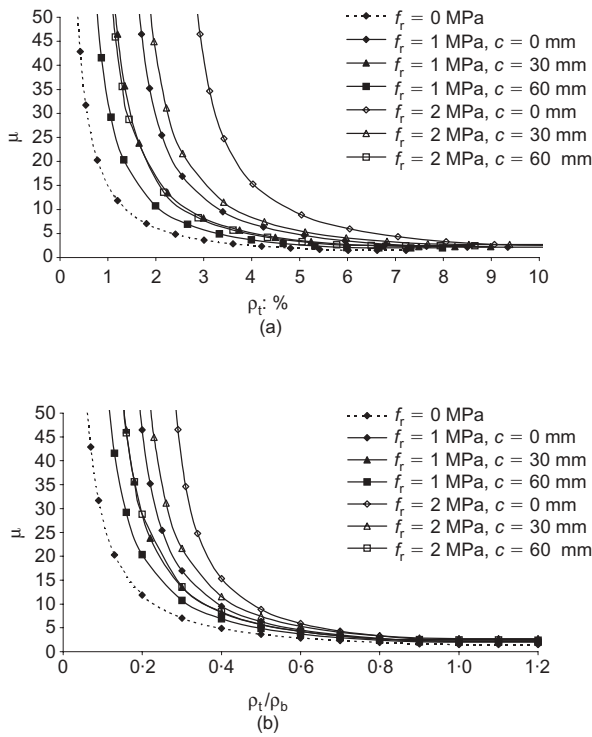 50
45
40
35
30
25
20
15
10
5
0
μ
0 1 2 3 4 5 6 7 8 9 10
ρt: %
(a)
fr = 0 MPa
fr = 1 MPa, c = 0 mm
fr = 1 MPa, c = 30 mm
fr = 1 MPa, c = 60 mm
fr = 2 MPa, c = 0 mm
fr = 2 MPa, c = 30 mm
fr = 2 MPa, c = 60 mm
50
45
40
35
30
25
20
15
10
5
0
μ
0 0·2 0·4 0·6 0·8 1·0 1·2
ρt/ρb
(b)
fr = 0 MPa
fr = 1 MPa, c = 0 mm
fr = 1 MPa, c = 30 mm
fr = 1 MPa, c = 60 mm
fr = 2 MPa, c = 0 mm
fr = 2 MPa, c = 30 mm
fr = 2 MPa, c = 60 mm